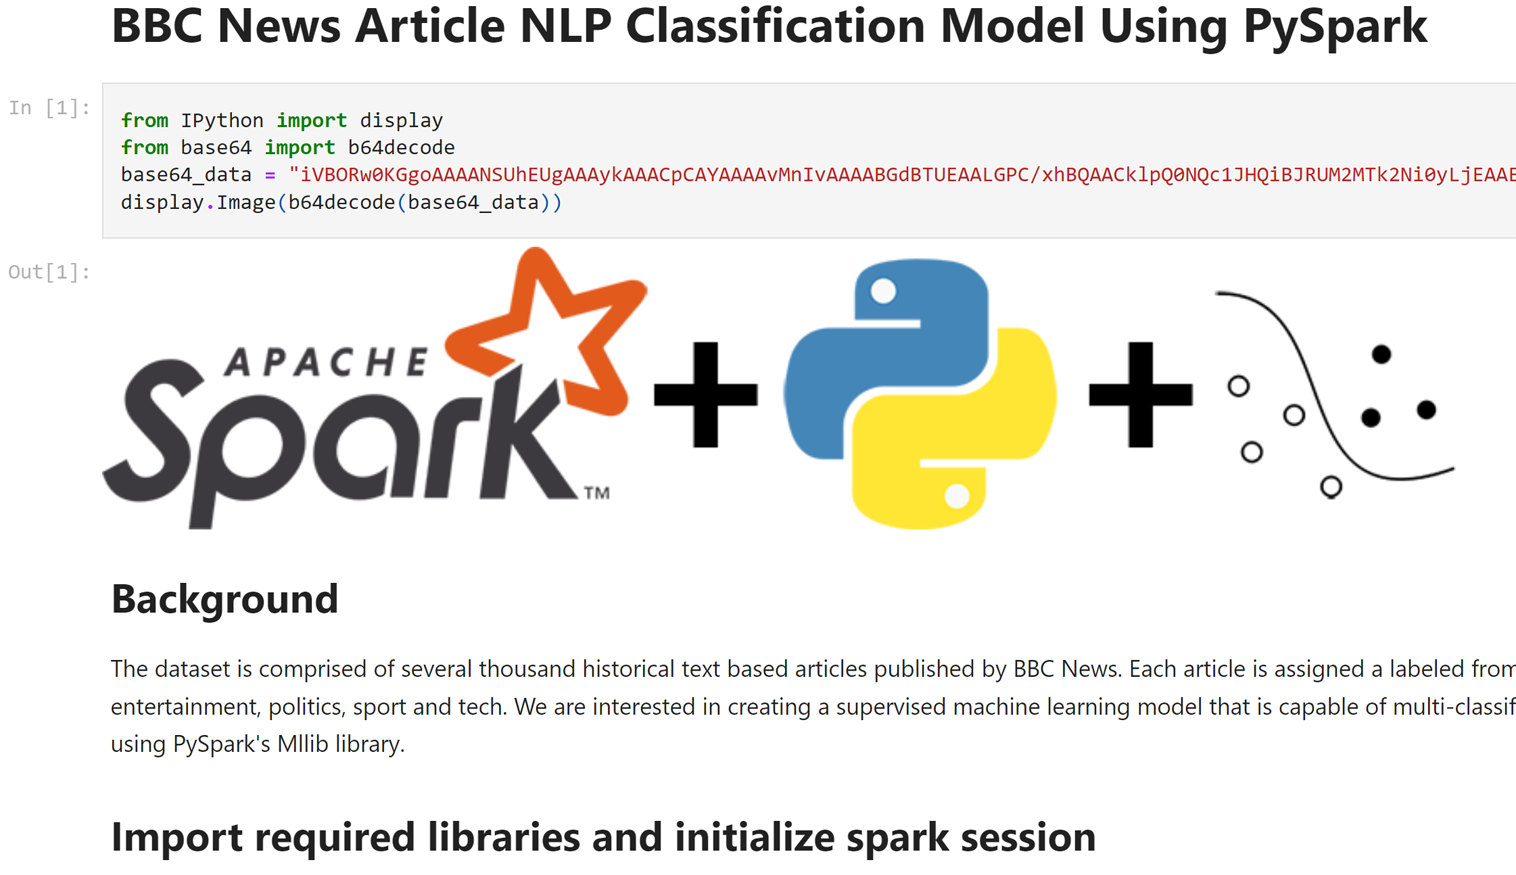 BBC News Article NLP Classification Model Using PySpark
In [1]:
from IPython import display
from base64 import b64decode
base64_data = "iVBORw0KGgoAAAANSUhEUgAAAykAAACpCAYAAAAvMnIvAAAABGdBTUEAALGPC/xhBQAACklpQ0NQc1JHQiBJRUM2MTk2Ni0yLjEAAE
display.Image(b64decode(base64_data))
Out[1]:
APACHE
Spark
TM
Background
The dataset is comprised of several thousand historical text based articles published by BBC News. Each article is assigned a labeled from
entertainment, politics, sport and tech. We are interested in creating a supervised machine learning model that is capable of multi-classif
using PySpark's Mllib library.
Import required libraries and initialize spark session